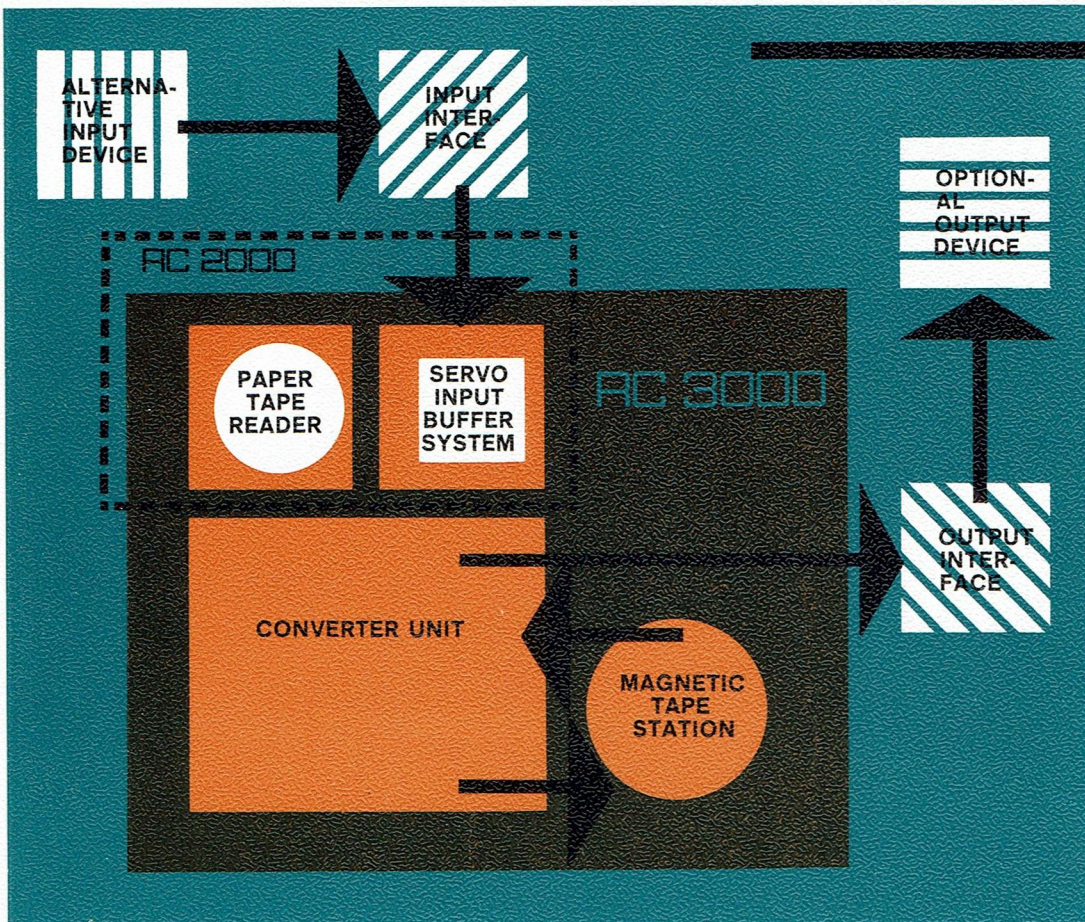 ALTERNA-
TIVE
INPUT
DEVICE
INPUT
INTER-
FACE
OPTION-
AL
OUTPUT
DEVICE
RC 2000
PAPER
TAPE
READER
SERVO
INPUT
BUFFER
SYSTEM
RC 3000
OUTPUT
INTER-
FACE
CONVERTER UNIT
MAGNETIC
TAPE
STATION